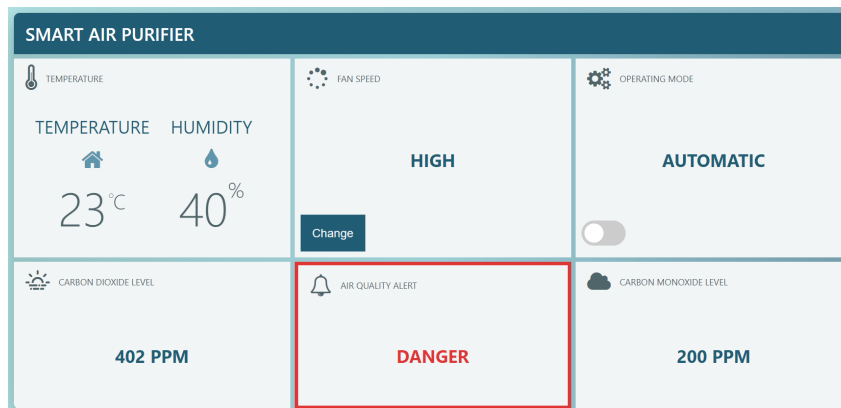 SMART AIR PURIFIER
TEMPERATURE
TEMPERATURE HUMIDITY
23°C 40%
FAN SPEED
HIGH
Change
OPERATING MODE
AUTOMATIC
CARBON DIOXIDE LEVEL
402 PPM
AIR QUALITY ALERT
DANGER
CARBON MONOXIDE LEVEL
200 PPM